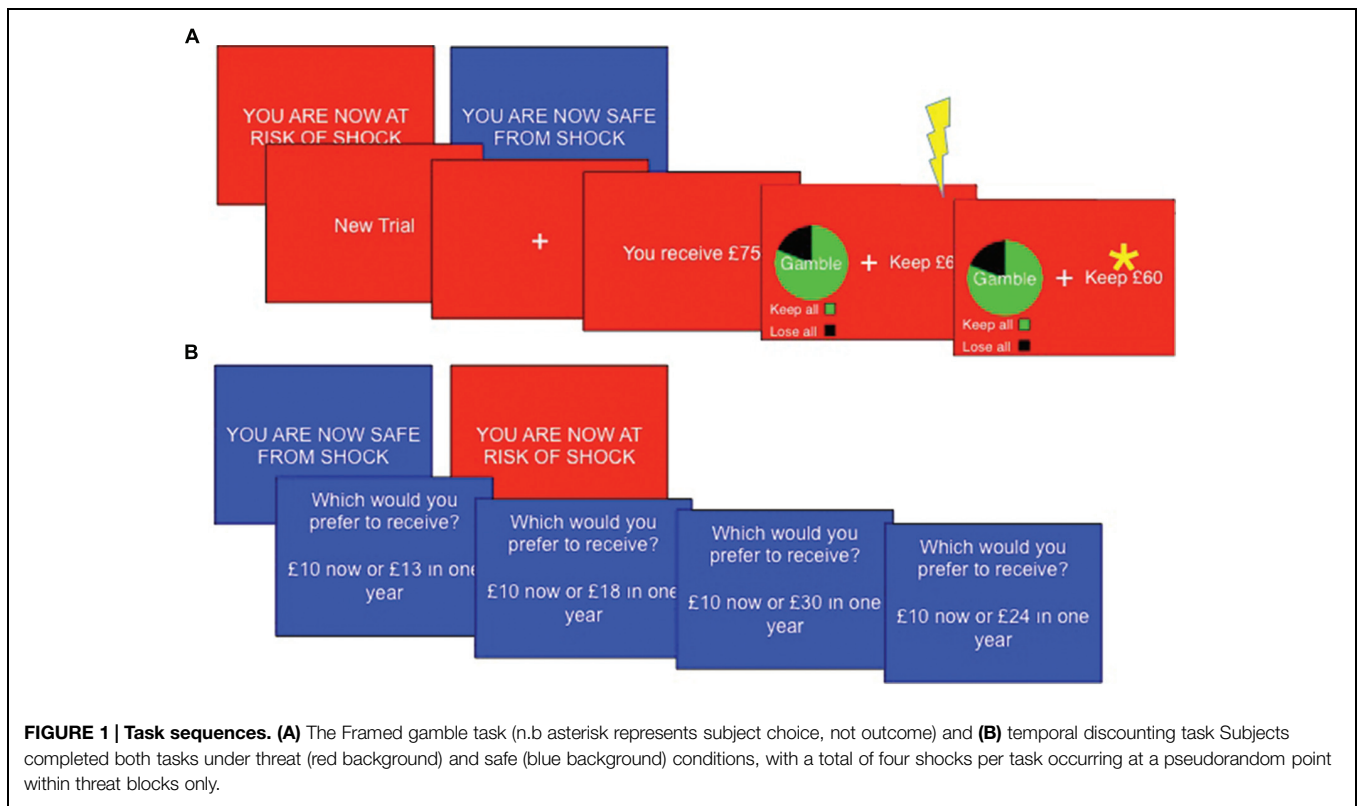 A
YOU ARE NOW AT
RISK OF SHOCK
YOU ARE NOW SAFE
FROM SHOCK
New Trial
+
You receive £75
Gamble
+ Keep £6
Keep all
Lose all
*
Gamble
+ Keep £60
Keep all
Lose all
B
YOU ARE NOW SAFE
FROM SHOCK
YOU ARE NOW AT
RISK OF SHOCK
Which would you
prefer to receive?
£10 now or £13 in one
year
Which would you
prefer to receive?
£10 now or £18 in one
year
Which would you
prefer to receive?
£10 now or £30 in one
year
Which would you
prefer to receive?
£10 now or £24 in one
year
FIGURE 1 | Task sequences. (A) The Framed gamble task (n.b asterisk represents subject choice, not outcome) and (B) temporal discounting task Subjects
completed both tasks under threat (red background) and safe (blue background) conditions, with a total of four shocks per task occurring at a pseudorandom point
within threat blocks only.